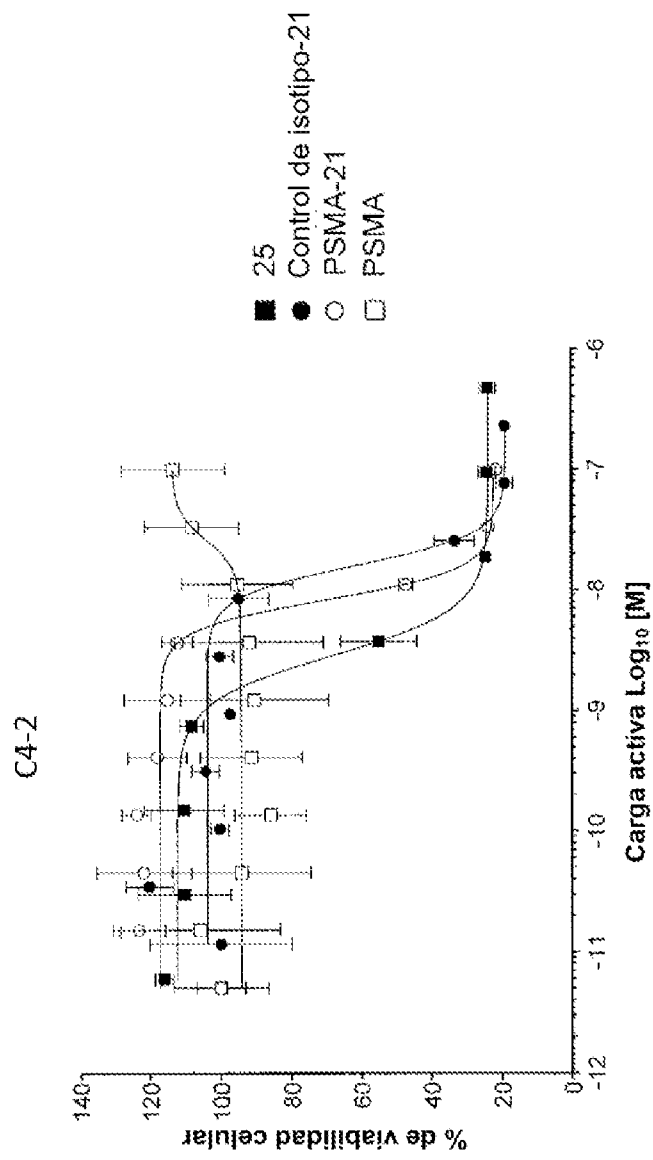 C4-2
% de viabilidad celular
140
120
100
80
60
40
20
0
-12
-11
-10
-9
-8
-7
-6
Carga activa Log₁₀ [M]
25
Control de isotipo-21
PSMA-21
PSMA